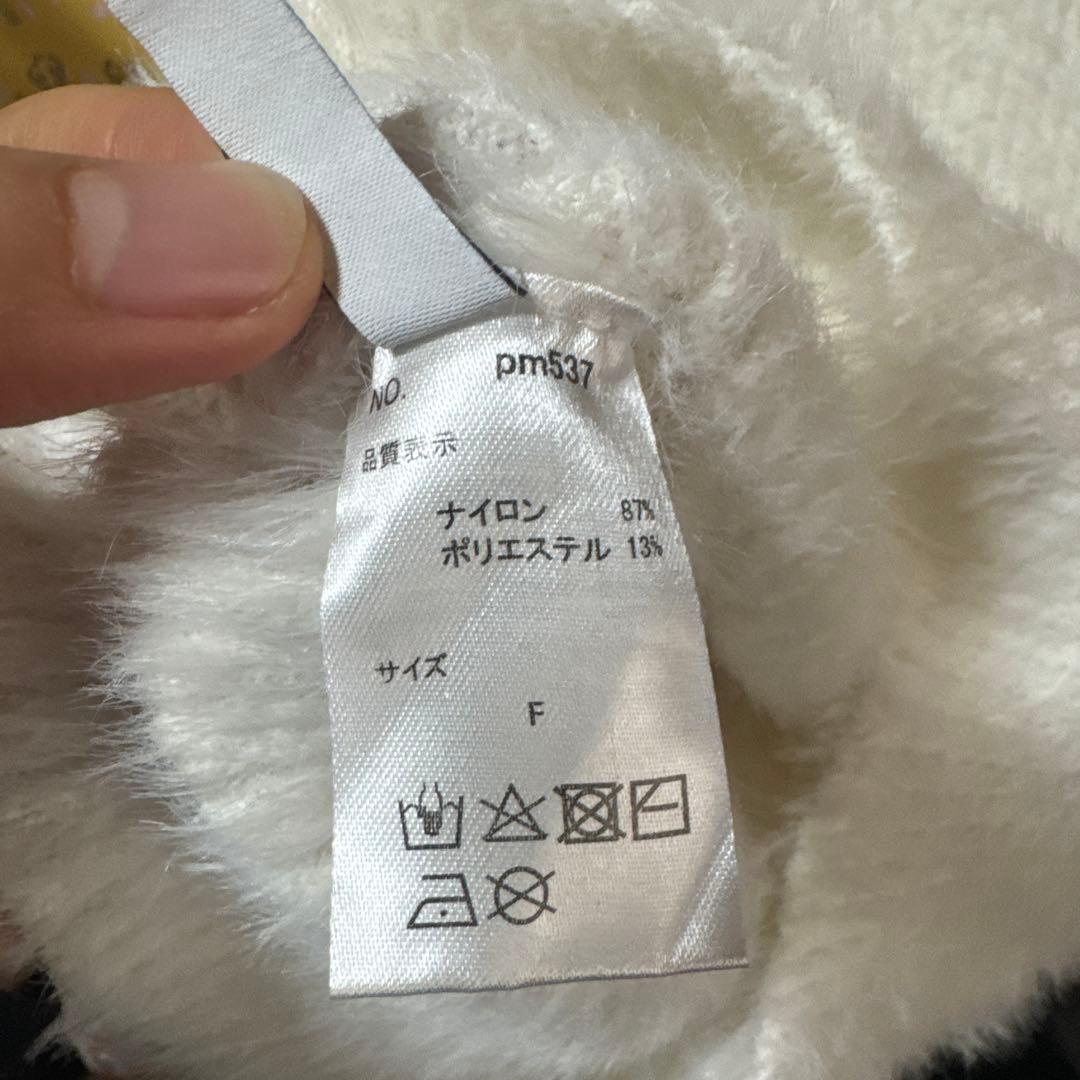 NO. pm537
品質表示
ナイロン 87%
ポリエステル 13%
サイズ
F